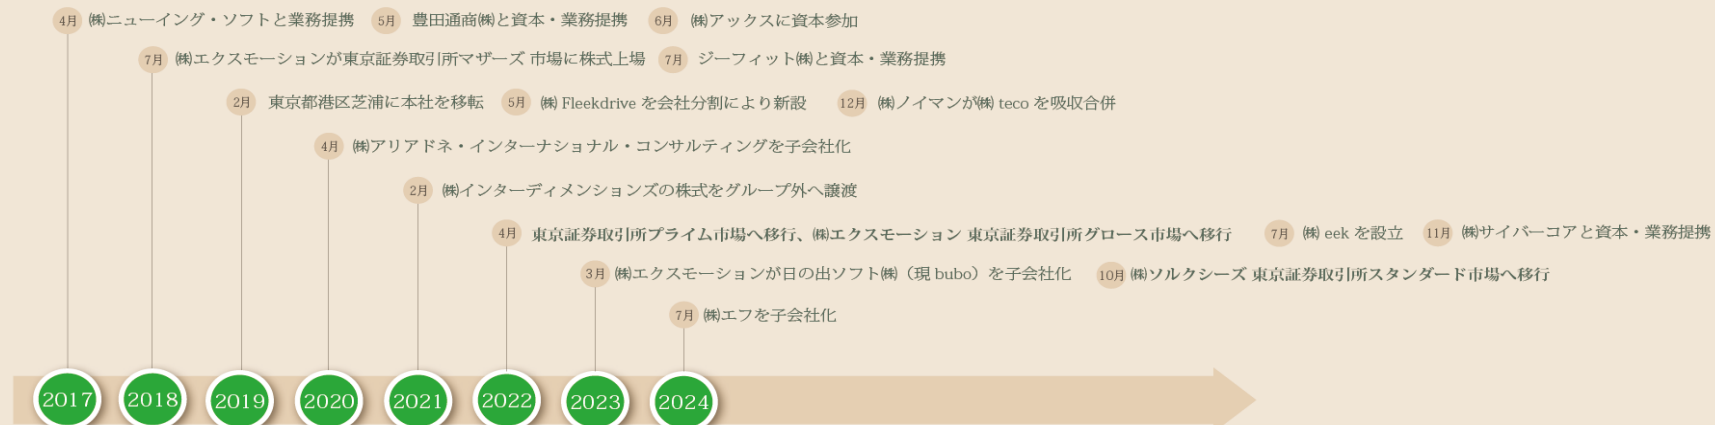 4月 ㈱ニューイング・ソフトと業務提携 5月 豊田通商㈱と資本・業務提携 6月 ㈱アックスに資本参加
7月 ㈱エクスモーションが東京証券取引所マザーズ 市場に株式上場 7月 ジーフィット㈱と資本・業務提携
2月 東京都港区芝浦に本社を移転 5月 ㈱ Fleekdrive を会社分割により新設 12月 ㈱ノイマンが㈱ teco を吸収合併
4月 ㈱アリアドネ・インターナショナル・コンサルティングを子会社化
2月 ㈱インターディメンションズの株式をグループ外へ譲渡
4月 東京証券取引所プライム市場へ移行、㈱エクスモーション 東京証券取引所グロース市場へ移行 7月 ㈱ eek を設立 11月 ㈱サイバーコアと資本・業務提携
3月 ㈱エクスモーションが日の出ソフト㈱（現 bubo）を子会社化 10月 ㈱ソルクシーズ 東京証券取引所スタンダード市場へ移行
7月 ㈱エフを子会社化
2017 2018 2019 2020 2021 2022 2023 2024